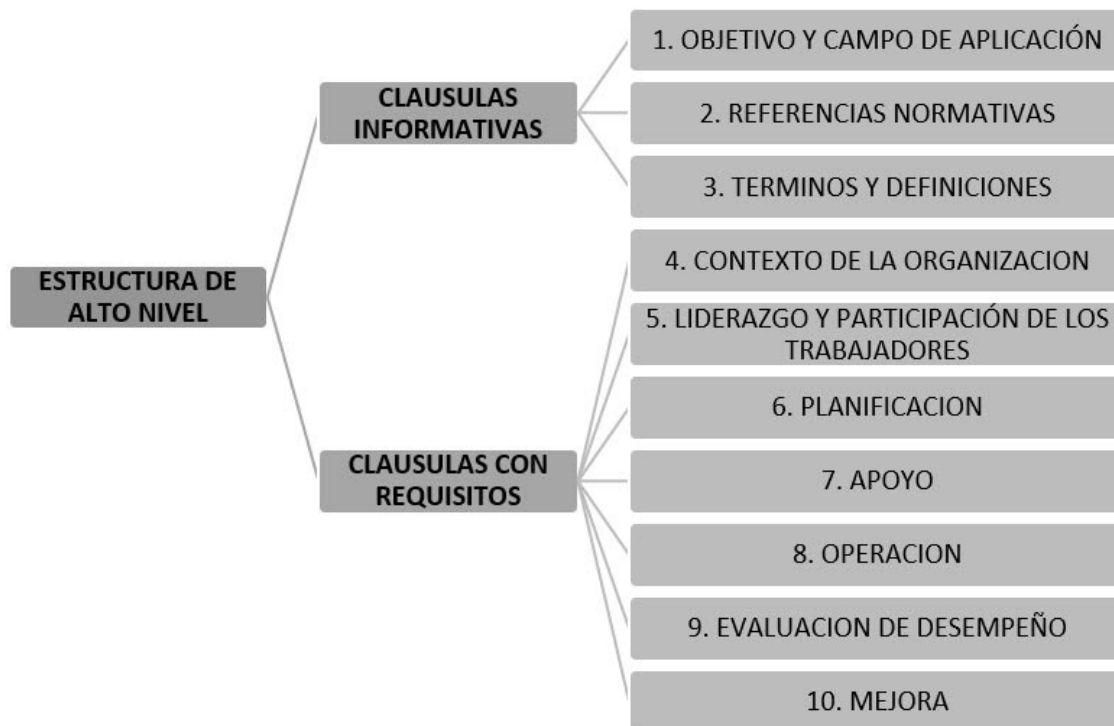 ESTRUCTURA DE
ALTO NIVEL
CLAUSULAS
INFORMATIVAS
1. OBJETIVO Y CAMPO DE APLICACIÓN
2. REFERENCIAS NORMATIVAS
3. TERMINOS Y DEFINICIONES
CLAUSULAS CON
REQUISITOS
4. CONTEXTO DE LA ORGANIZACION
5. LIDERAZGO Y PARTICIPACIÓN DE LOS
TRABAJADORES
6. PLANIFICACION
7. APOYO
8. OPERACION
9. EVALUACION DE DESEMPEÑO
10. MEJORA